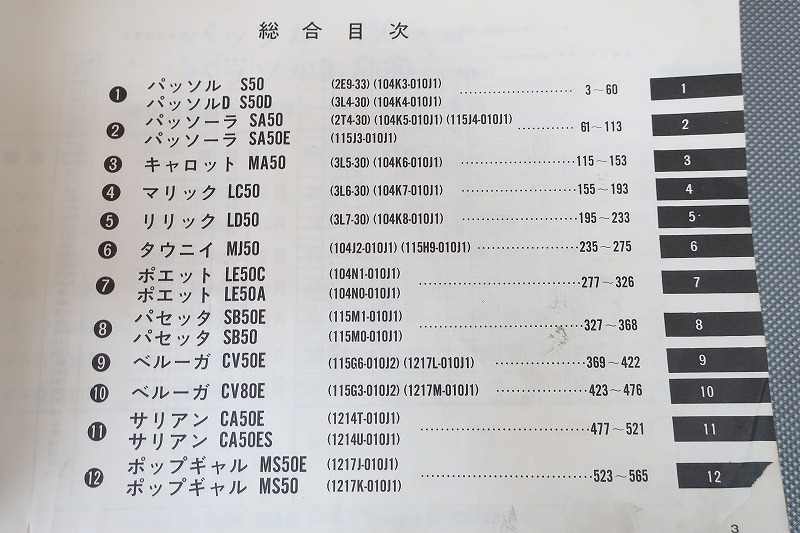 総合目次
❶ パッソル S50 (2E9-33) (104K3-010J1) 3～60 1
パッソルD S50D (3L4-30) (104K4-010J1)
❷ パッソーラ SA50 (2T4-30) (104K5-010J1) (115J4-010J1) 61～113 2
パッソーラ SA50E (115J3-010J1)
❸ キャロット MA50 (3L5-30) (104K6-010J1) 115～153 3
❹ マリック LC50 (3L6-30) (104K7-010J1) 155～193 4
❺ リリック LD50 (3L7-30) (104K8-010J1) 195～233 5
❻ タウニイ MJ50 (104J2-010J1) (115H9-010J1) 235～275 6
❼ ポエット LE50C (104N1-010J1) 277～326 7
ポエット LE50A (104N0-010J1)
❽ パセッタ SB50E (115M1-010J1) 327～368 8
パセッタ SB50 (115M0-010J1)
❾ ベルーガ CV50E (115G6-010J2) (1217L-010J1) 369～422 9
❿ ベルーガ CV80E (115G3-010J2) (1217M-010J1) 423～476 10
⓫ サリアン CA50E (1214T-010J1) 477～521 11
サリアン CA50ES (1214U-010J1)
⓬ ポップギャル MS50E (1217J-010J1) 523～565 12
ポップギャル MS50 (1217K-010J1)
3